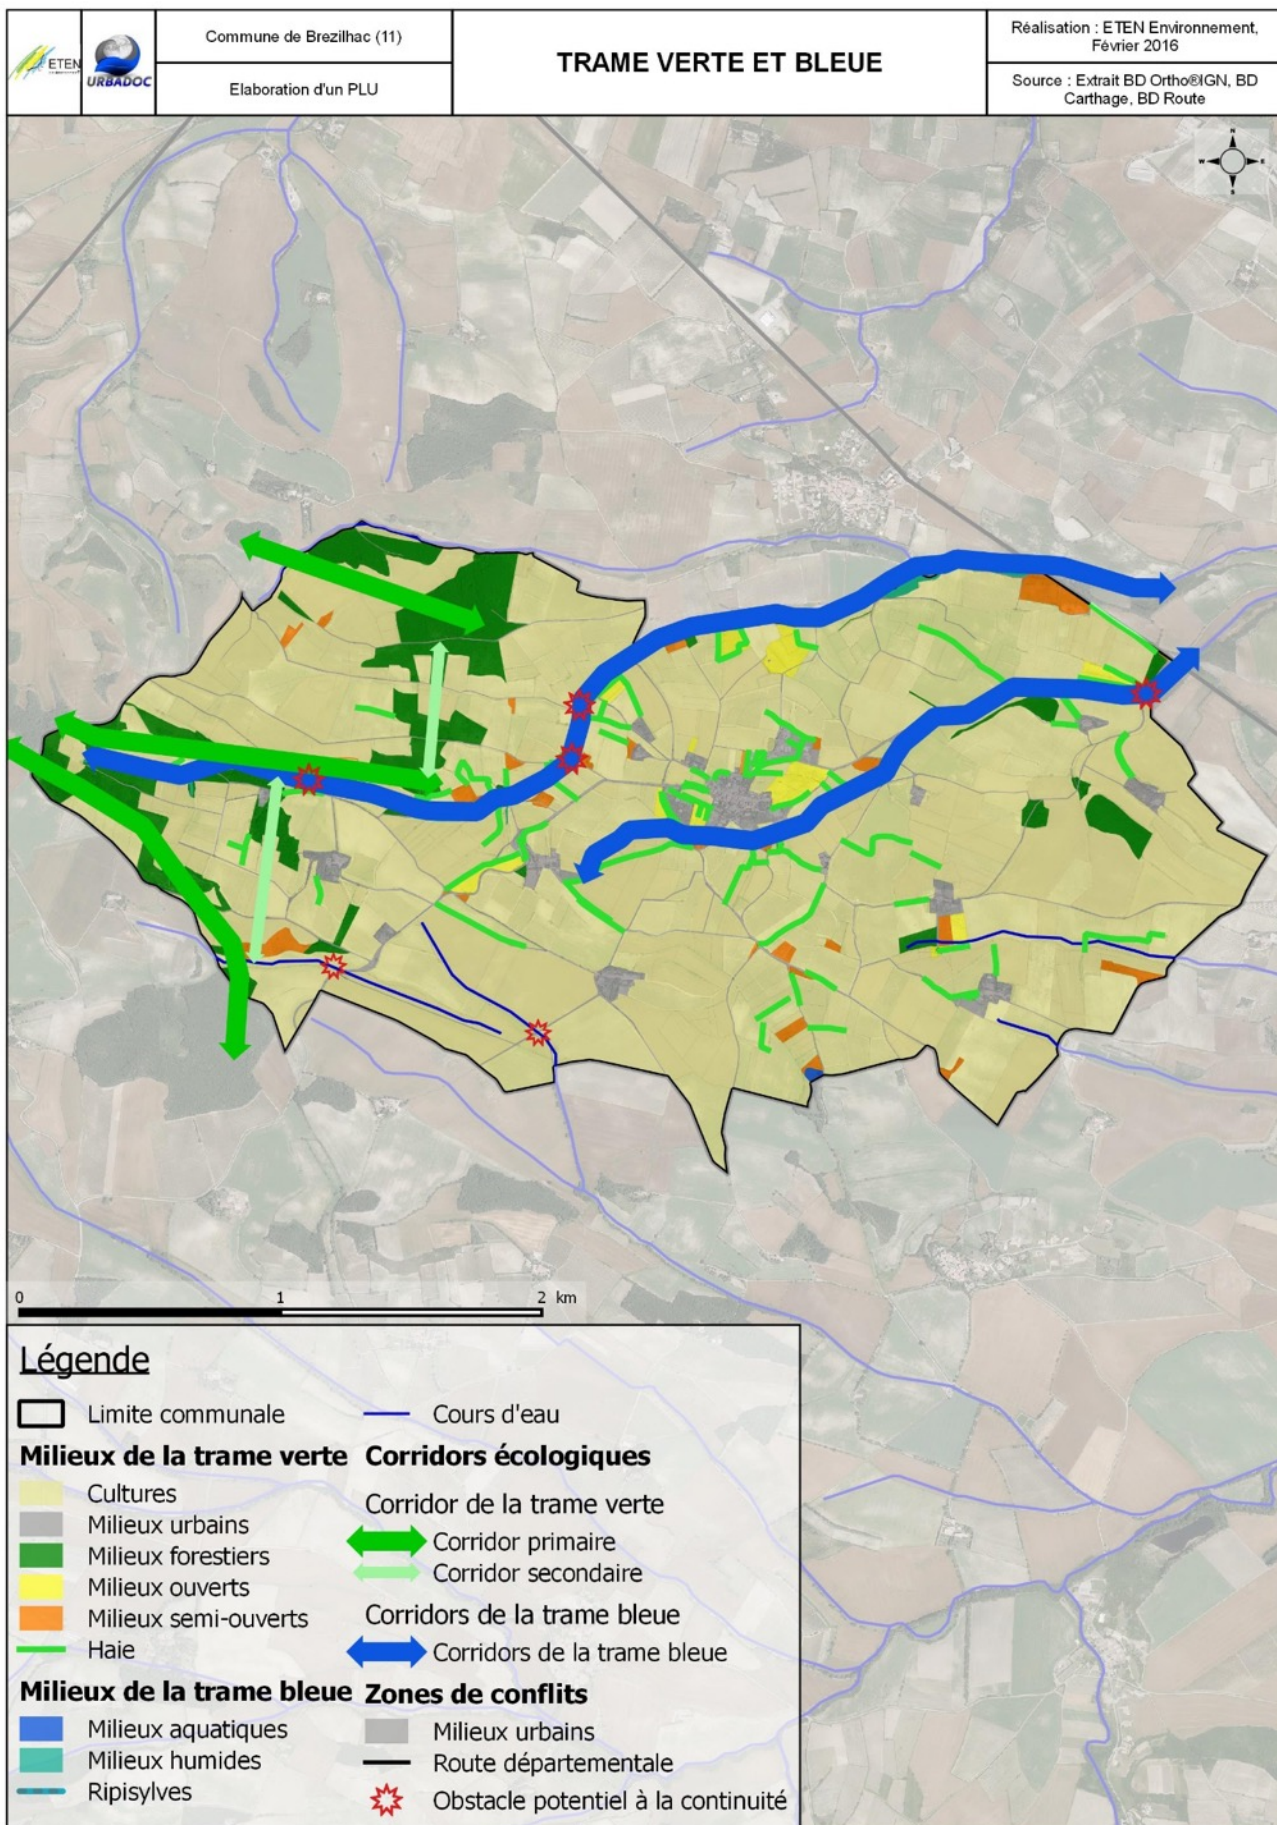 ETEN
URBADOC
Commune de Brezilhac (11)
Elaboration d'un PLU
TRAME VERTE ET BLEUE
Réalisation : ETEN Environnement,
Février 2016
Source : Extrait BD Ortho®IGN, BD
Carthage, BD Route
N
W
E
S
0 1 2 km
Légende
Limite communale
Cours d'eau
Milieux de la trame verte
Cultures
Milieux urbains
Milieux forestiers
Milieux ouverts
Milieux semi-ouverts
Haie
Milieux de la trame bleue
Milieux aquatiques
Milieux humides
Ripisylves
Corridors écologiques
Corridor de la trame verte
Corridor primaire
Corridor secondaire
Corridors de la trame bleue
Corridors de la trame bleue
Zones de conflits
Milieux urbains
Route départementale
Obstacle potentiel à la continuité